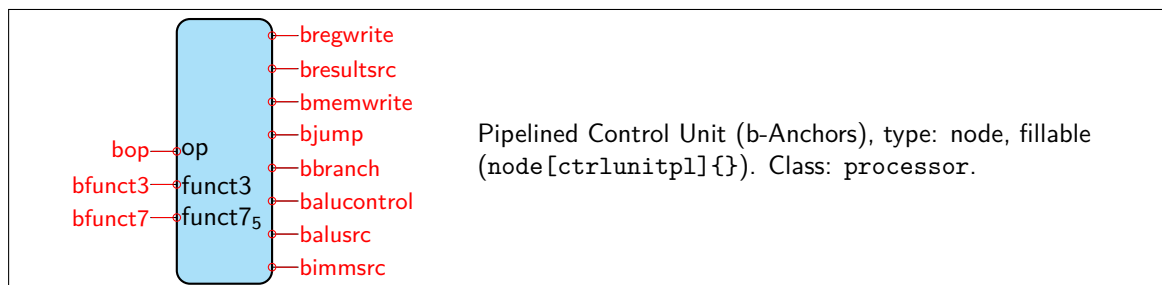 bregwrite
bresultsrc
bmemwrite
bjump
bop op
bbranch
bfunct3 funct3
balucontrol
bfunct7 funct7₅
balusrc
bimmsrc
Pipelined Control Unit (b-Anchors), type: node, fillable
(node[ctrlunitpl]{}). Class: processor.